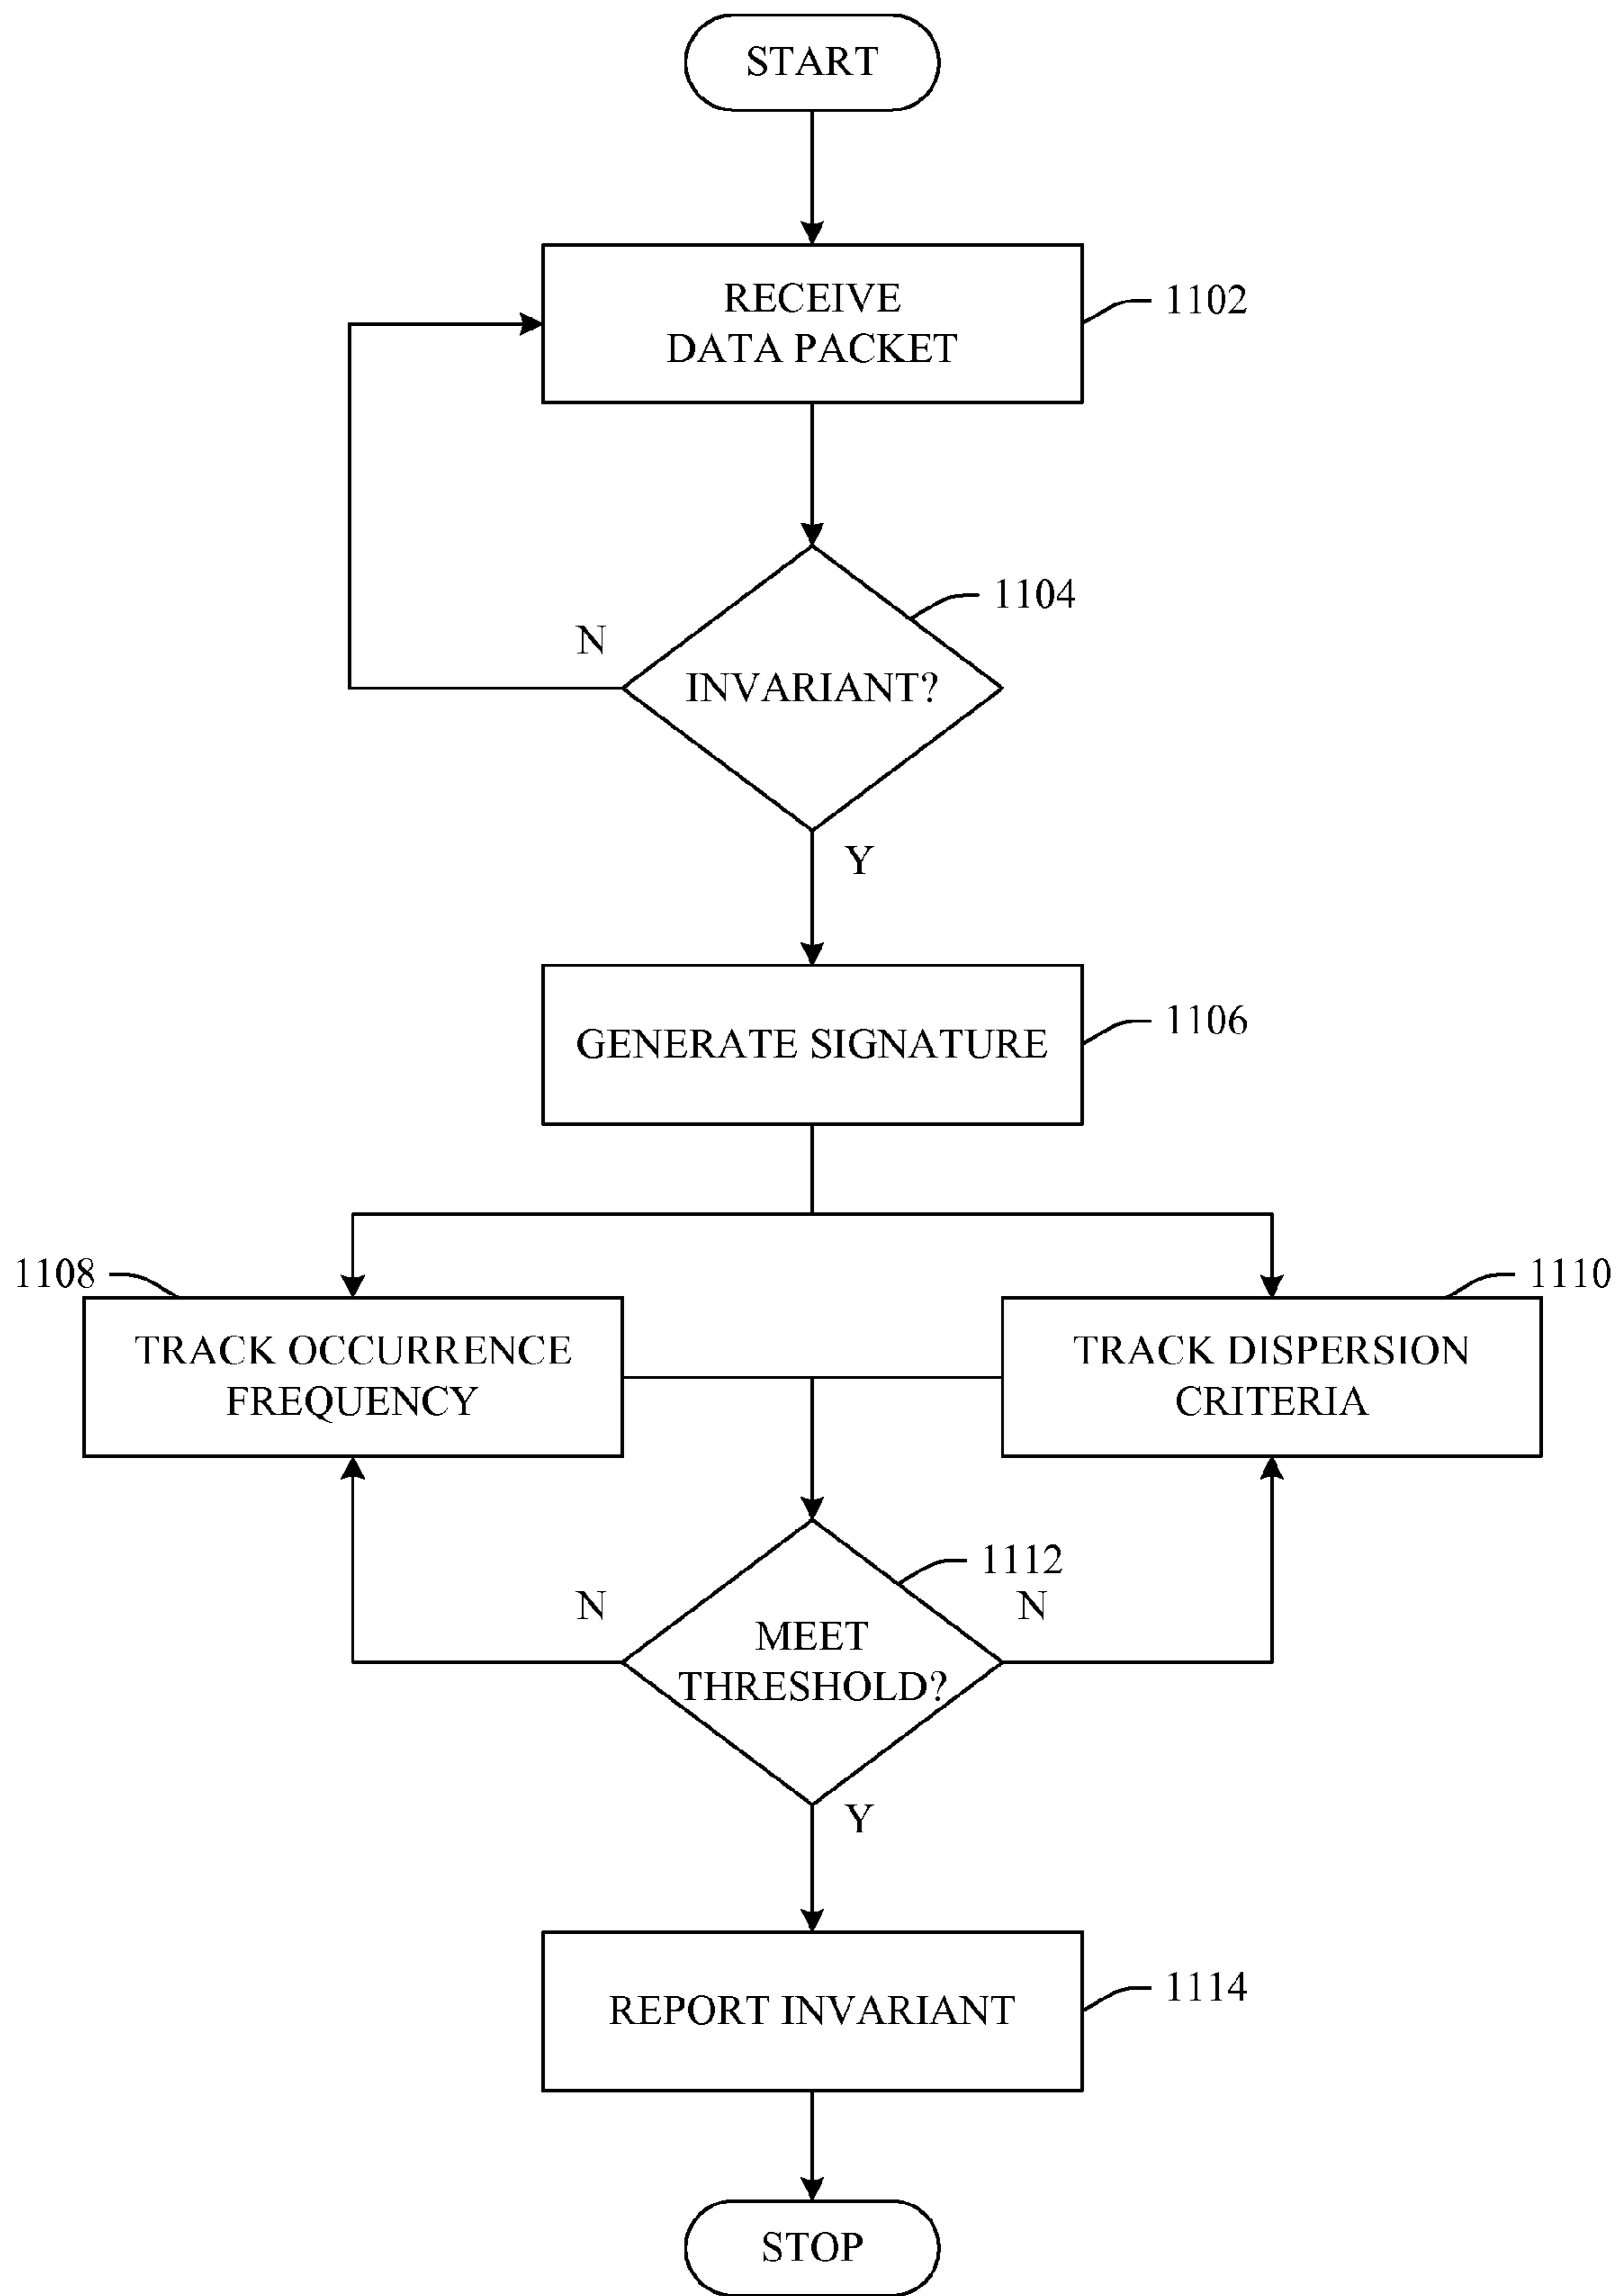 START
RECEIVE
DATA PACKET
1102
1104
N
INVARIANT?
Y
GENERATE SIGNATURE
1106
1108
1110
TRACK OCCURRENCE
FREQUENCY
TRACK DISPERSION
CRITERIA
1112
N
N
MEET
THRESHOLD?
Y
REPORT INVARIANT
1114
STOP